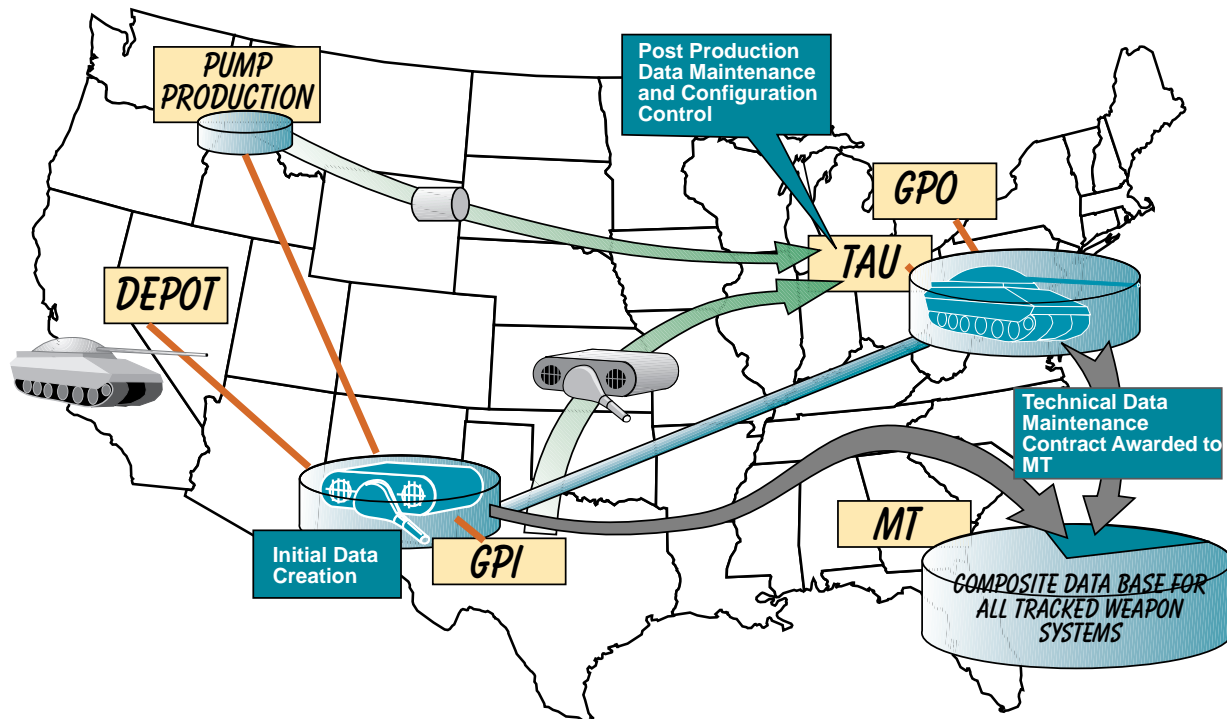 PUMP
PRODUCTION
Post Production
Data Maintenance
and Configuration
Control
GPO
TAU
DEPOT
Technical Data
Maintenance
Contract Awarded to
MT
Initial Data
Creation
GPI
MT
COMPOSITE DATA BASE FOR
ALL TRACKED WEAPON
SYSTEMS